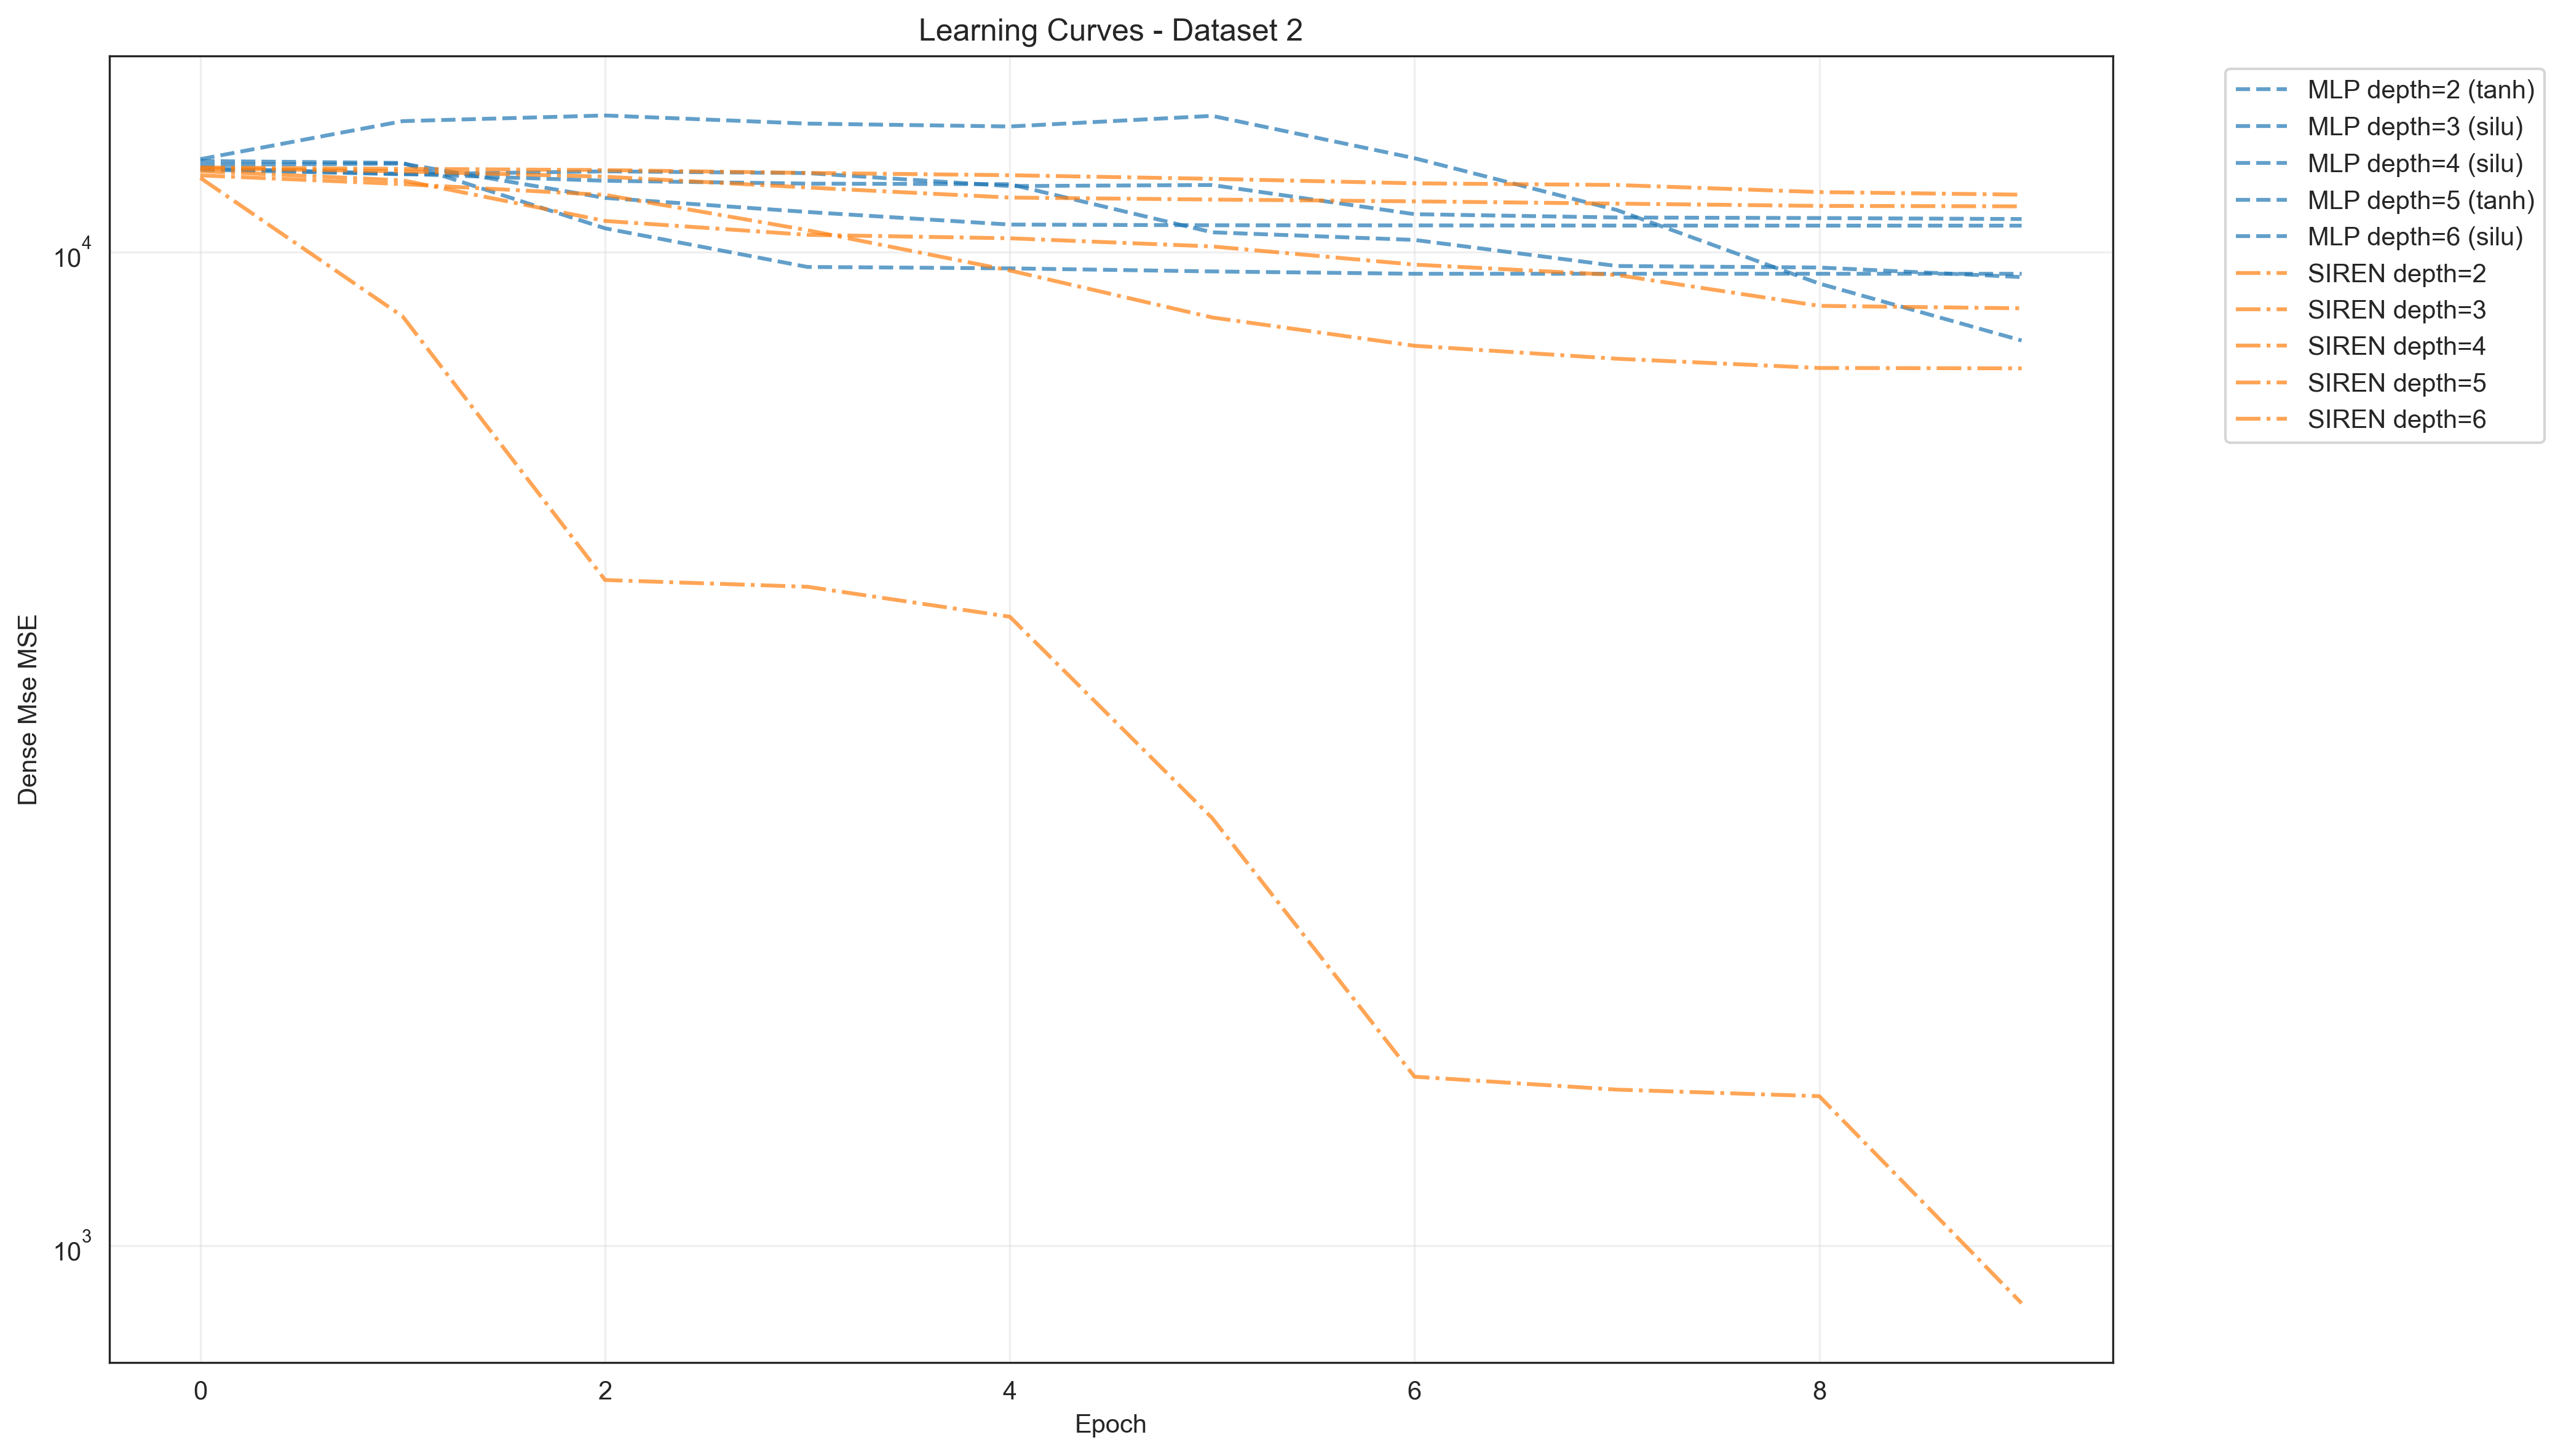 Learning Curves - Dataset 2
MLP depth=2 (tanh)
MLP depth=3 (silu)
MLP depth=4 (silu)
MLP depth=5 (tanh)
MLP depth=6 (silu)
SIREN depth=2
SIREN depth=3
SIREN depth=4
SIREN depth=5
SIREN depth=6
Dense Mse MSE
10^4
10^3
0 2 4 6 8
Epoch